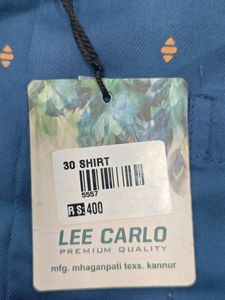 30 SHIRT
5557
RS: 400
LEE CARLO
PREMIUM QUALITY
mfg. mhaganpati texs. kannur